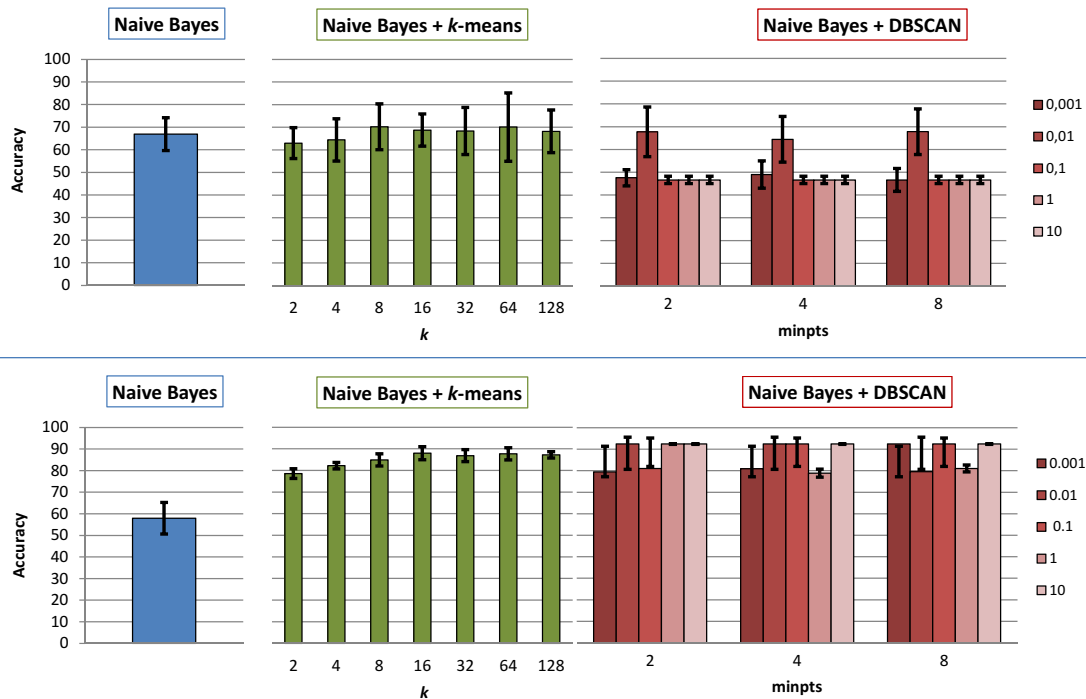 Naive Bayes
Naive Bayes + k-means
Naive Bayes + DBSCAN
Accuracy
100
90
80
70
60
50
40
30
20
10
0
2 4 8 16 32 64 128
k
2 4 8
minpts
0,001
0,01
0,1
1
10
Naive Bayes
Naive Bayes + k-means
Naive Bayes + DBSCAN
Accuracy
100
90
80
70
60
50
40
30
20
10
0
2 4 8 16 32 64 128
k
2 4 8
minpts
0.001
0.01
0.1
1
10